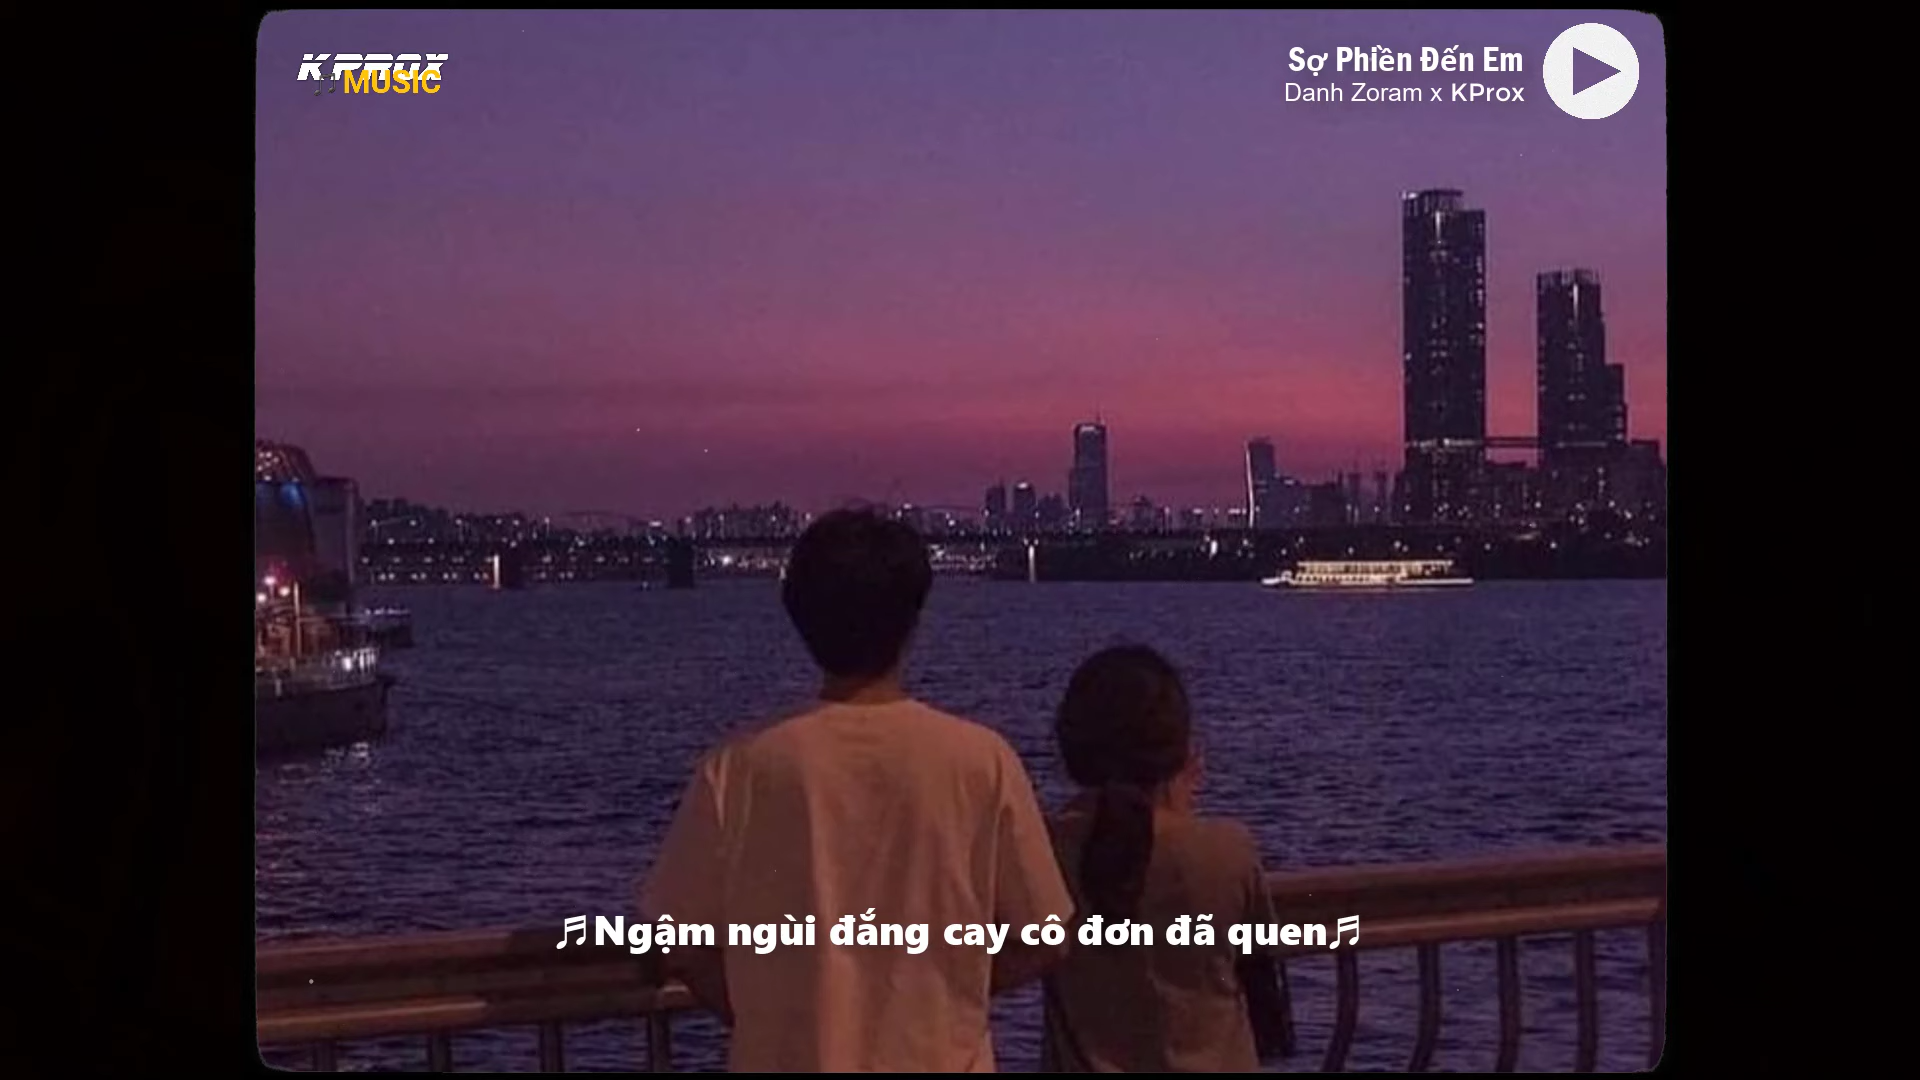 KPROX
MUSIC
Sợ Phiền Đến Em
Danh Zoram x KProx
♬Ngậm ngùi đắng cay cô đơn đã quen♬